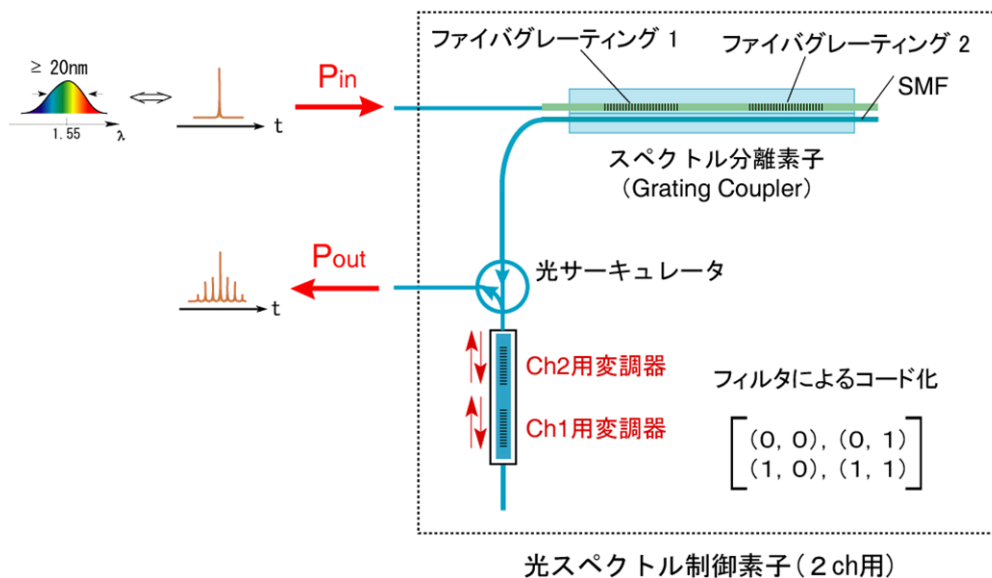 ファイバグレーティング 1
ファイバグレーティング 2
≥ 20nm
Pin
SMF
t
1.55
λ
スペクトル分離素子
（Grating Coupler）
Pout
光サーキュレータ
t
Ch2用変調器
フィルタによるコード化
Ch1用変調器
(0, 0), (0, 1)
(1, 0), (1, 1)
光スペクトル制御素子（２ch用）